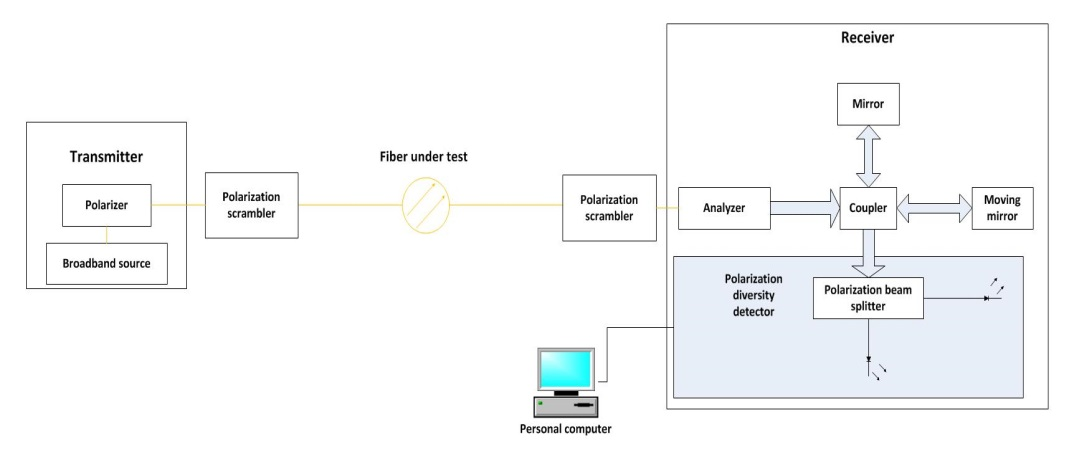 Receiver
Mirror
Transmitter
Fiber under test
Polarizer
Polarization
scrambler
Polarization
scrambler
Analyzer
Coupler
Moving
mirror
Broadband source
Polarization
diversity
detector
Polarization beam
splitter
Personal computer